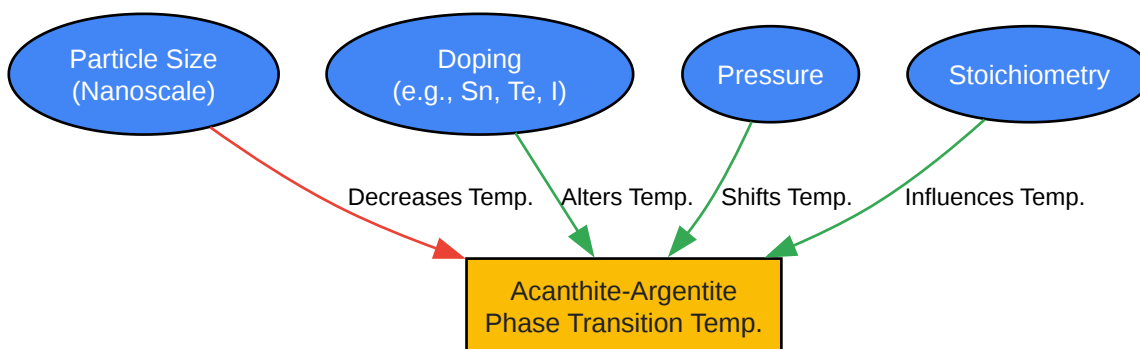 Particle Size
(Nanoscale)
Doping
(e.g., Sn, Te, I)
Pressure
Stoichiometry
Decreases Temp.
Alters Temp.
Shifts Temp.
Influences Temp.
Acanthite-Argentite
Phase Transition Temp.